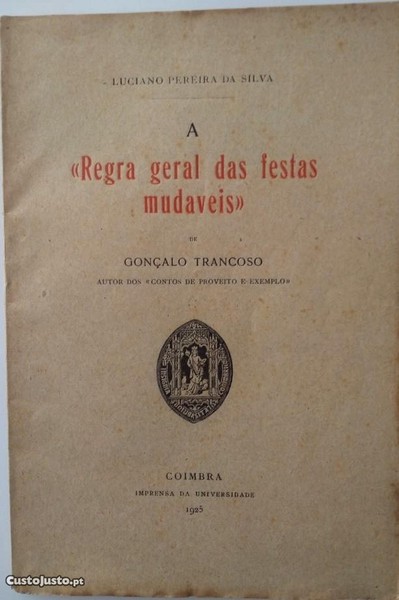 LUCIANO PEREIRA DA SILVA
A
«Regra geral das festas
mudaveis»
DE
GONÇALO TRANCOSO
AUTOR DOS «CONTOS DE PROVEITO E EXEMPLO»
COIMBRA
IMPRENSA DA UNIVERSIDADE
1925
CustoJusto.pt